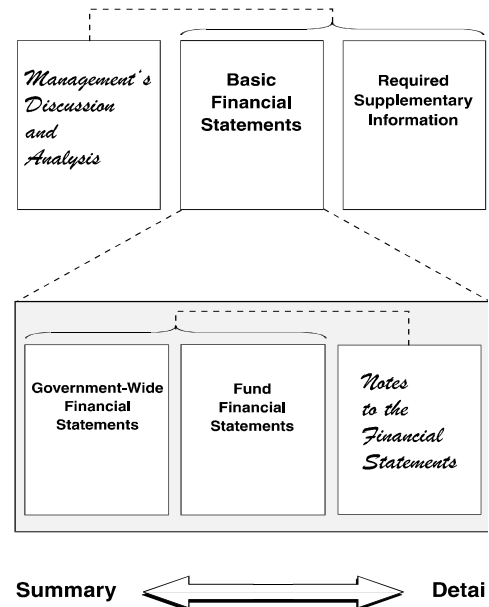 Management's
Discussion
and
Analysis
Basic
Financial
Statements
Required
Supplementary
Information
Government-Wide
Financial
Statements
Fund
Financial
Statements
Notes
to the
Financial
Statements
Summary
Detai